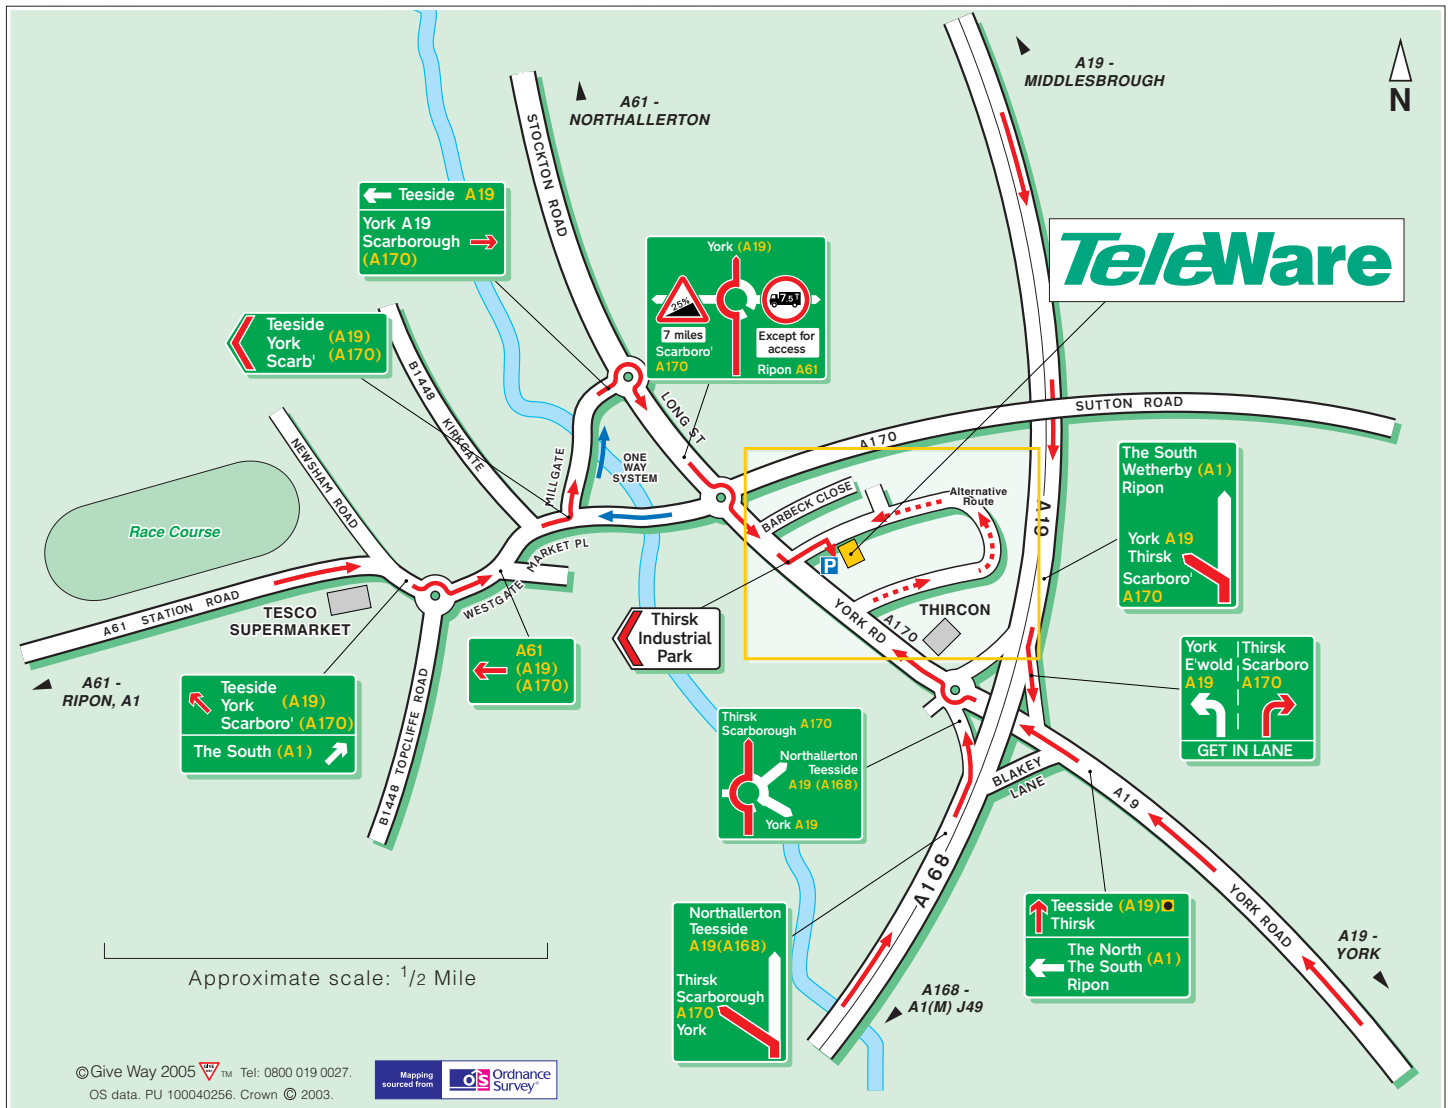 A19 -
MIDDLESBROUGH
N
A61 -
NORTHALLERTON
STOCKTON ROAD
Teeside A19
York A19
Scarborough
(A170)
York (A19)
25%
7.5T
7 miles
Except for
access
Scarboro'
A170
Ripon A61
TeleWare
Teeside (A19)
York
Scarb' (A170)
B1448 KIRKGATE
LONG ST
SUTTON ROAD
A170
NEWSHAM ROAD
MILLGATE
ONE
WAY
SYSTEM
The South
Wetherby (A1)
Ripon
York A19
Thirsk
Scarboro'
A170
Race Course
BARBECK CLOSE
Alternative
Route
A19
P
MARKET PL
WESTGATE
A61 STATION ROAD
TESCO
SUPERMARKET
THIRCON
YORK RD
A170
Thirsk
Industrial
Park
A61
(A19)
(A170)
A61 -
RIPON, A1
Teeside
York (A19)
Scarboro' (A170)
The South (A1)
B1448 TOPCLIFFE ROAD
York
E'wold
A19
Thirsk
Scarboro
A170
GET IN LANE
Thirsk
Scarborough A170
Northallerton
Teesside
A19 (A168)
York A19
BLAKEY
LANE
A19
A168
Northallerton
Teesside
A19(A168)
Thirsk
Scarborough
A170
York
Teesside (A19)
Thirsk
The North
The South (A1)
Ripon
YORK ROAD
A19 -
YORK
A168 -
A1(M) J49
Approximate scale: 1/2 Mile
©Give Way 2005 TM Tel: 0800 019 0027.
OS data. PU 100040256. Crown © 2003.
Mapping
sourced from
OS Ordnance
Survey®